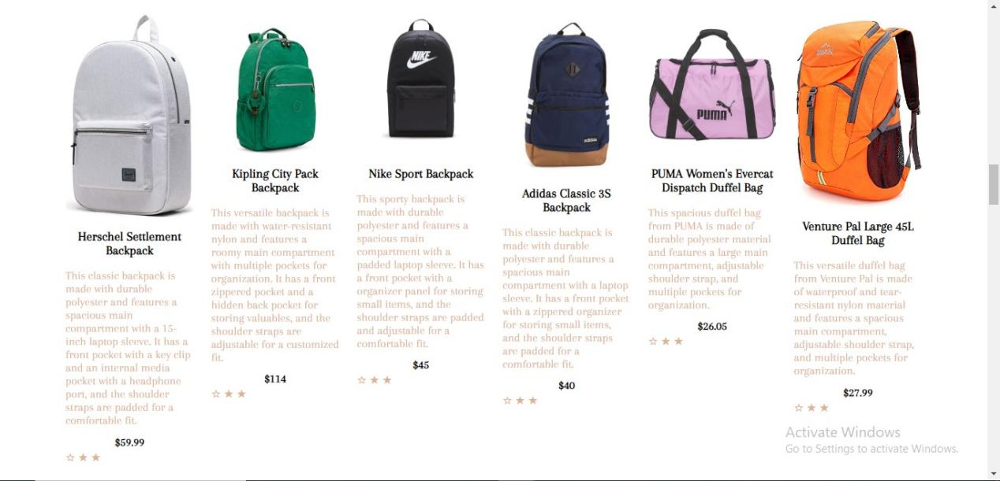 NIKE
adidas
PUMA
Herschel Settlement
Backpack
This classic backpack is
made with durable
polyester and features a
spacious main
compartment with a 15-
inch laptop sleeve. It has a
front pocket with a key clip
and an internal media
pocket with a headphone
port, and the shoulder
straps are padded for a
comfortable fit.
$59.99
☆ ★ ★
Kipling City Pack
Backpack
This versatile backpack is
made with water-resistant
nylon and features a
roomy main compartment
with multiple pockets for
organization. It has a front
zippered pocket and a
hidden back pocket for
storing valuables, and the
shoulder straps are
adjustable for a customized
fit.
$114
☆ ★ ★
Nike Sport Backpack
This sporty backpack is
made with durable
polyester and features a
spacious main
compartment with a
padded laptop sleeve. It has
a front pocket with a
organizer panel for storing
small items, and the
shoulder straps are padded
and adjustable for a
comfortable fit.
$45
☆ ★ ★
Adidas Classic 3S
Backpack
This classic backpack is
made with durable
polyester and features a
spacious main
compartment with a laptop
sleeve. It has a front pocket
with a zippered organizer
for storing small items,
and the shoulder straps
are padded for a
comfortable fit.
$40
☆ ★ ★
PUMA Women's Evercat
Dispatch Duffel Bag
This spacious duffel bag
from PUMA is made of
durable polyester material
and features a large main
compartment, adjustable
shoulder strap, and
multiple pockets for
organization.
$26.05
☆ ★ ★
Venture Pal Large 45L
Duffel Bag
This versatile duffel bag
from Venture Pal is made
of waterproof and tear-
resistant nylon material
and features a spacious
main compartment,
adjustable shoulder strap,
and multiple pockets for
organization.
$27.99
☆ ★ ★
Activate Windows
Go to Settings to activate Windows.